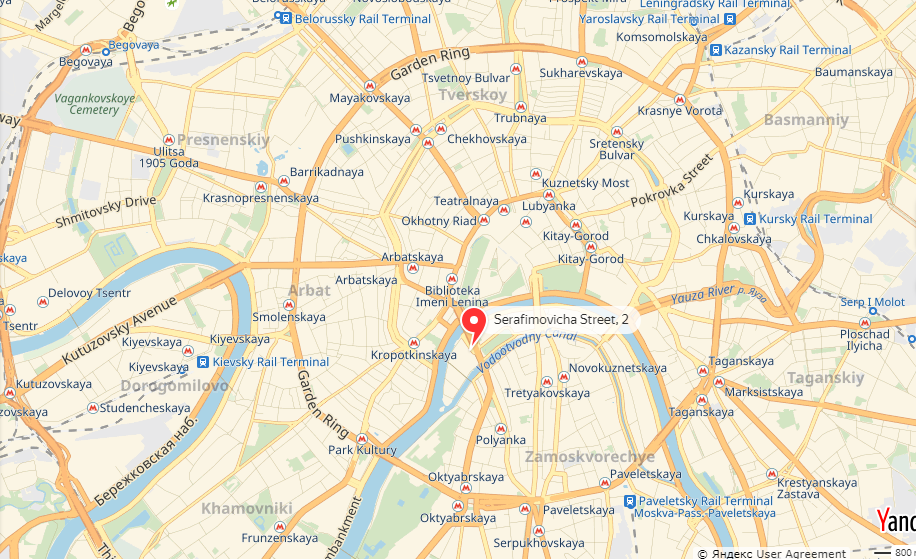 Belorussky Rail Terminal
Leningradsky Rail Terminal
Yaroslavsky Rail Terminal
Komsomolskaya
Kazansky Rail Terminal
Begovaya
Begovaya
Garden Ring
Tsvetnoy Bulvar
Sukharevskaya
Baumanskaya
Vagankovskoye
Cemetery
Mayakovskaya
Tverskoy
Trubnaya
Krasnye Vorota
Basmanniy
Presnenskiy
Pushkinskaya
Chekhovskaya
Sretensky
Bulvar
Ulitsa
1905 Goda
Barrikadnaya
Kuznetsky Most
Pokrovka Street
Krasnopresnenskaya
Teatralnaya
Lubyanka
Kurskaya
Shmitovsky Drive
Okhotny Riad
Kurskaya
Kursky Rail Terminal
Kitay-Gorod
Chkalovskaya
Arbatskaya
Kitay-Gorod
Arbatskaya
Delovoy Tsentr
Arbat
Biblioteka
Imeni Lenina
Yauza River р. Яуза
Serp I Molot
Tsentr
Kutuzovsky Avenue
Smolenskaya
Serafimovicha Street, 2
Ploschad
Ilyicha
Kiyevskaya
Kiyevskaya
Vodootvodny Canal
Kropotkinskaya
Kiyevsky Rail Terminal
Kiyevskaya
Taganskaya
Novokuznetskaya
Kutuzovskaya
Dorogomilovo
Taganskiy
Tretyakovskaya
Marksistskaya
Studencheskaya
Garden Ring
Taganskaya
Бережковская наб.
Polyanka
Park Kultury
Zamoskvorechye
Oktyabrskaya
Paveletskaya
Krestyanskaya
Zastava
Khamovniki
Paveletsky Rail Terminal
Oktyabrskaya
Paveletskaya
Moskva-Pass.-Paveletskaya
Frunzenskaya
Serpukhovskaya
© Яндекс User Agreement
800